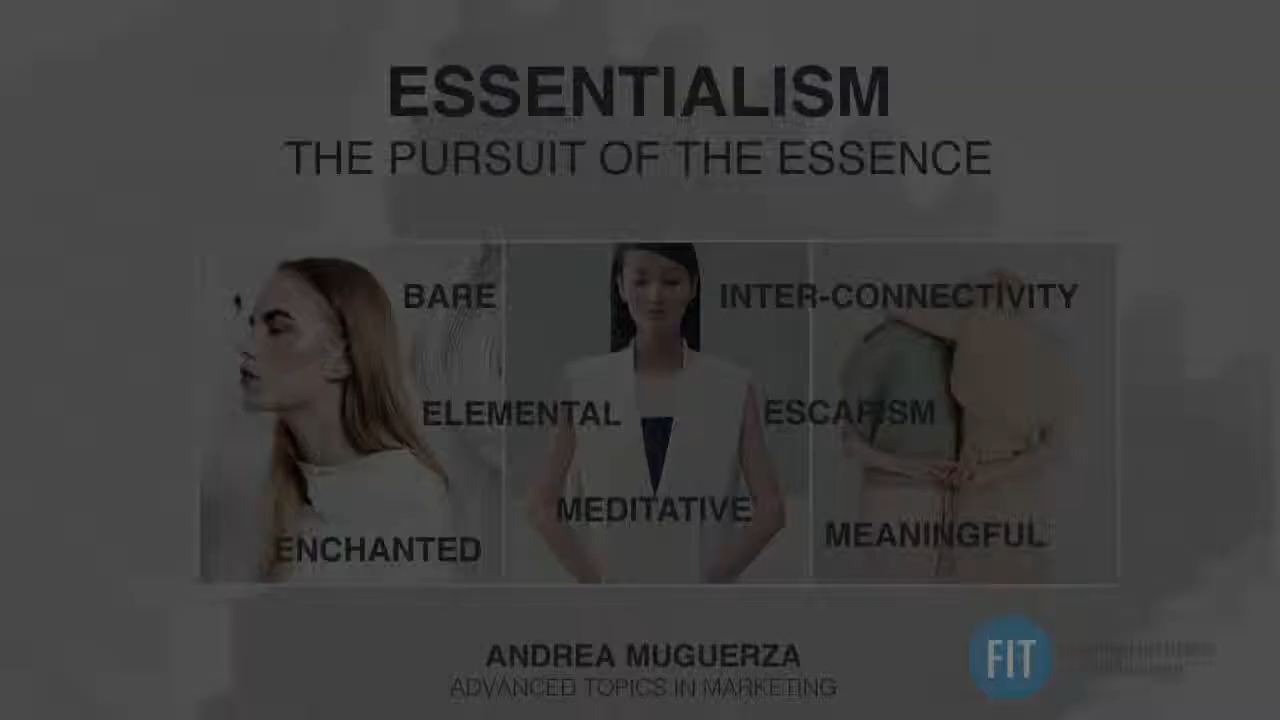 ESSENTIALISM
THE PURSUIT OF THE ESSENCE
BARE
INTER-CONNECTIVITY
ELEMENTAL
ESCAPISM
MEDITATIVE
MEANINGFUL
ENCHANTED
ANDREA MUGUERZA
ADVANCED TOPICS IN MARKETING
FIT